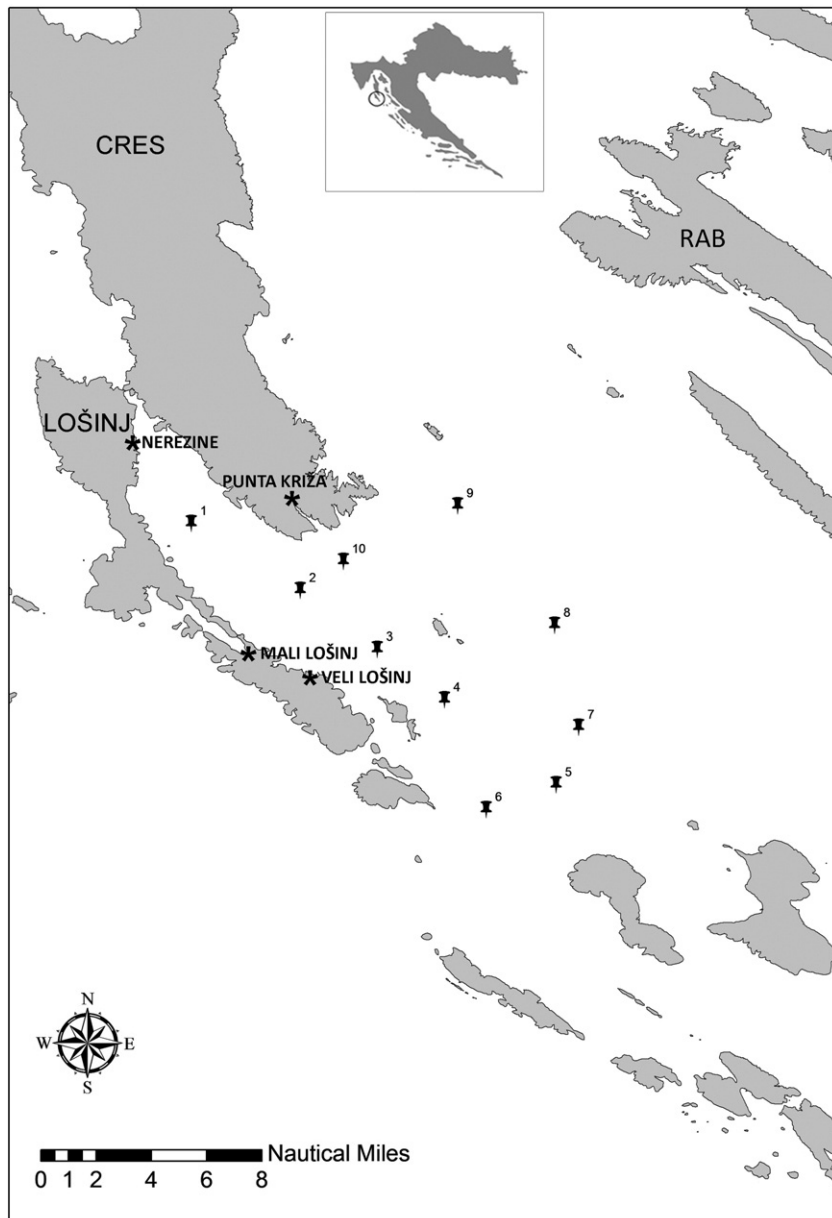 CRES
RAB
LOŠINJ
NEREZINE
PUNTA KRIŽA
9
1
10
2
8
3
MALI LOŠINJ
VELI LOŠINJ
4
7
5
6
N
W E
S
Nautical Miles
0 1 2 4 6 8